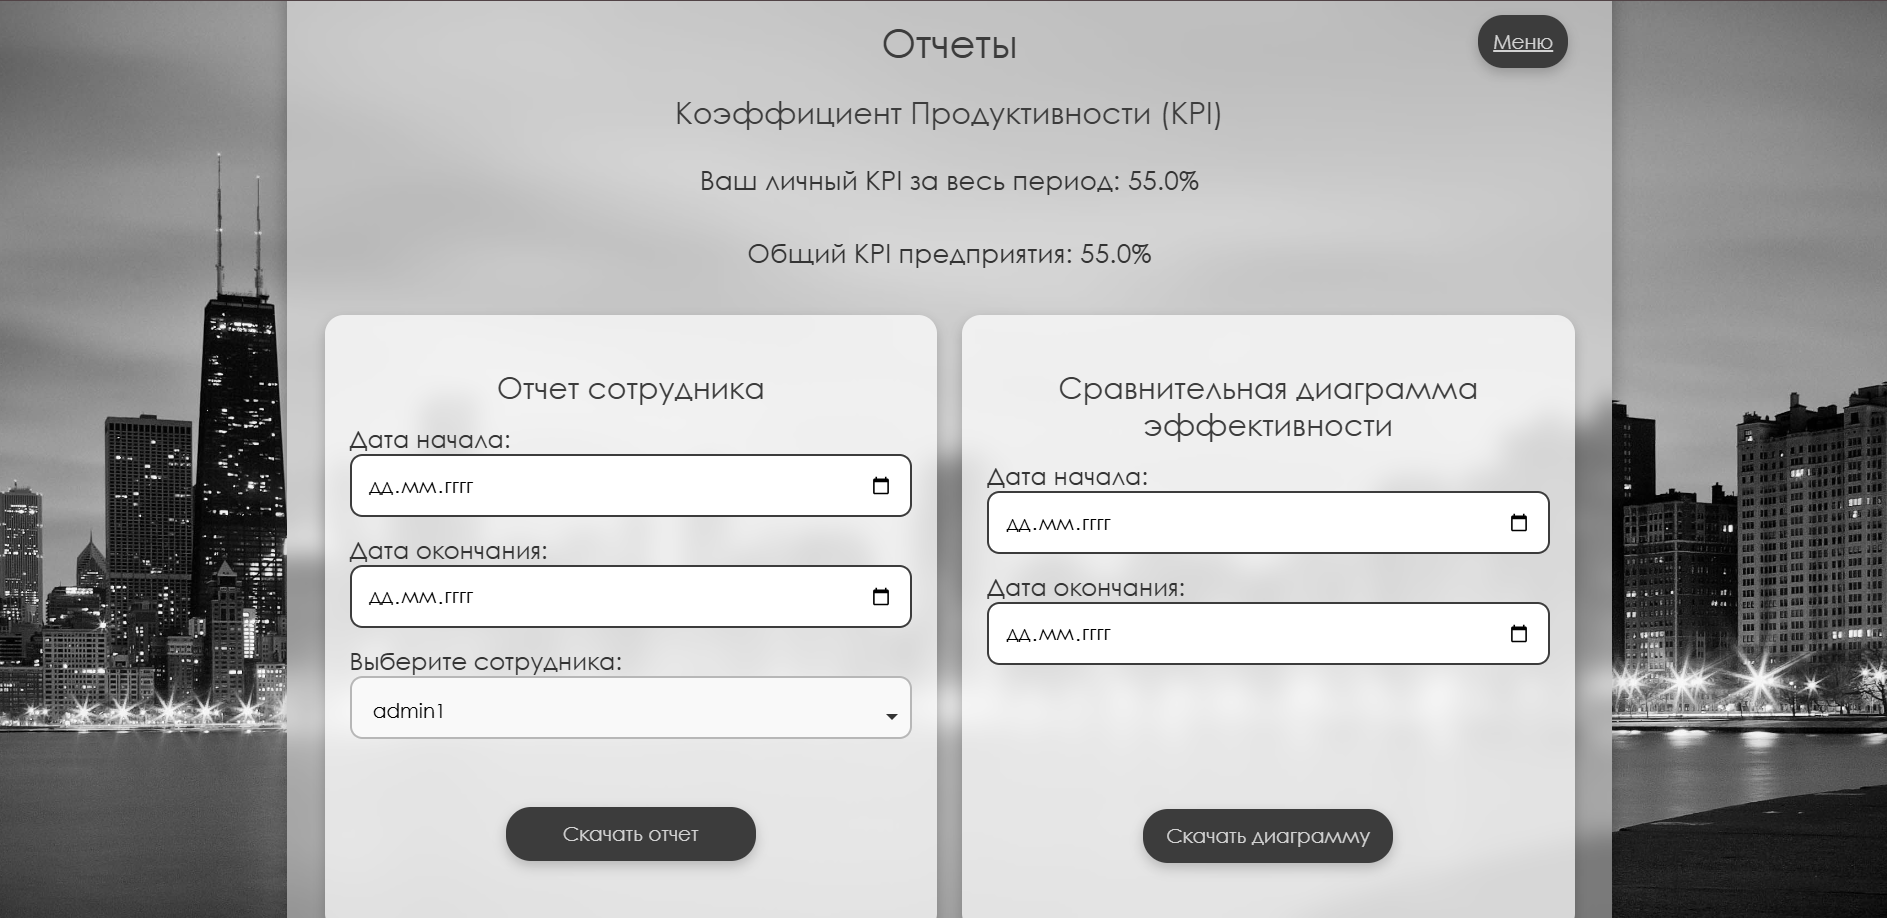 Отчеты
Меню
Коэффициент Продуктивности (KPI)
Ваш личный KPI за весь период: 55.0%
Общий KPI предприятия: 55.0%
Отчет сотрудника
Дата начала:
дд.мм.гггг
Дата окончания:
дд.мм.гггг
Выберите сотрудника:
admin1
Скачать отчет
Сравнительная диаграмма
эффективности
Дата начала:
дд.мм.гггг
Дата окончания:
дд.мм.гггг
Скачать диаграмму